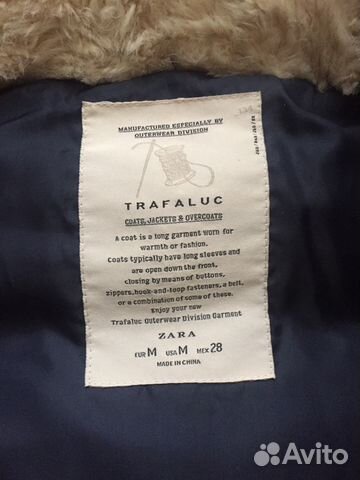 MANUFACTURED ESPECIALLY BY
OUTERWEAR DIVISION
TRAFALUC
COATS, JACKETS & OVERCOATS
A coat is a long garment worn for
warmth or fashion.
Coats typically have long sleeves and
are open down the front,
closing by means of buttons,
zippers, hook-and-loop fasteners, a belt,
or a combination of some of these.
Enjoy your new
Trafaluc Outerwear Division Garment
ZARA
EUR M USA M MEX 28
MADE IN CHINA
Avito